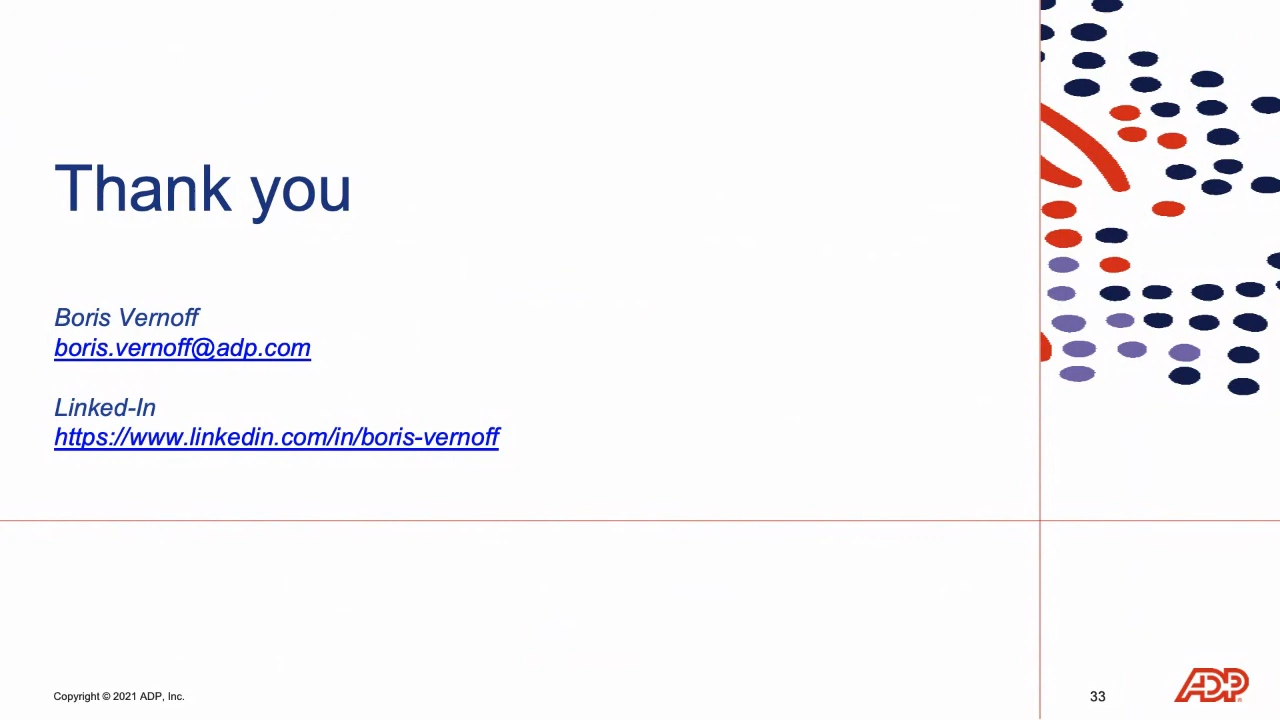 Thank you
Boris Vernoff
boris.vernoff@adp.com
Linked-In
https://www.linkedin.com/in/boris-vernoff
Copyright © 2021 ADP, Inc.
33
ADP